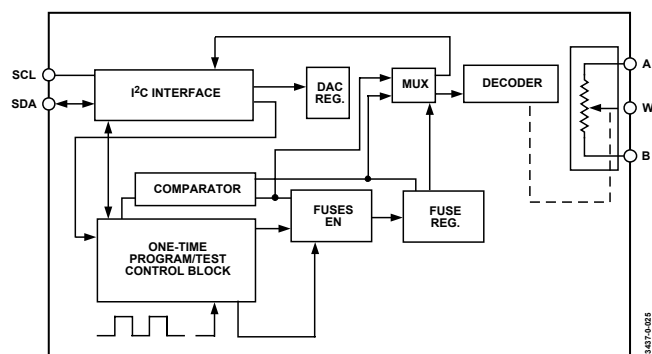 SCL
SDA
I²C INTERFACE
DAC
REG.
MUX
DECODER
A
W
B
COMPARATOR
FUSES
EN
FUSE
REG.
ONE-TIME
PROGRAM/TEST
CONTROL BLOCK
3437-0-025